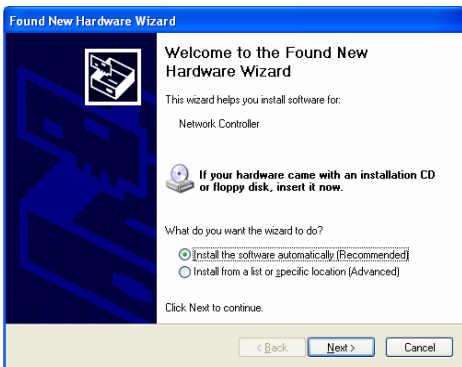 Found New Hardware Wizard
Welcome to the Found New
Hardware Wizard
This wizard helps you install software for:
Network Controller
If your hardware came with an installation CD
or floppy disk, insert it now.
What do you want the wizard to do?
Install the software automatically (Recommended)
Install from a list or specific location (Advanced)
Click Next to continue.
< Back Next > Cancel